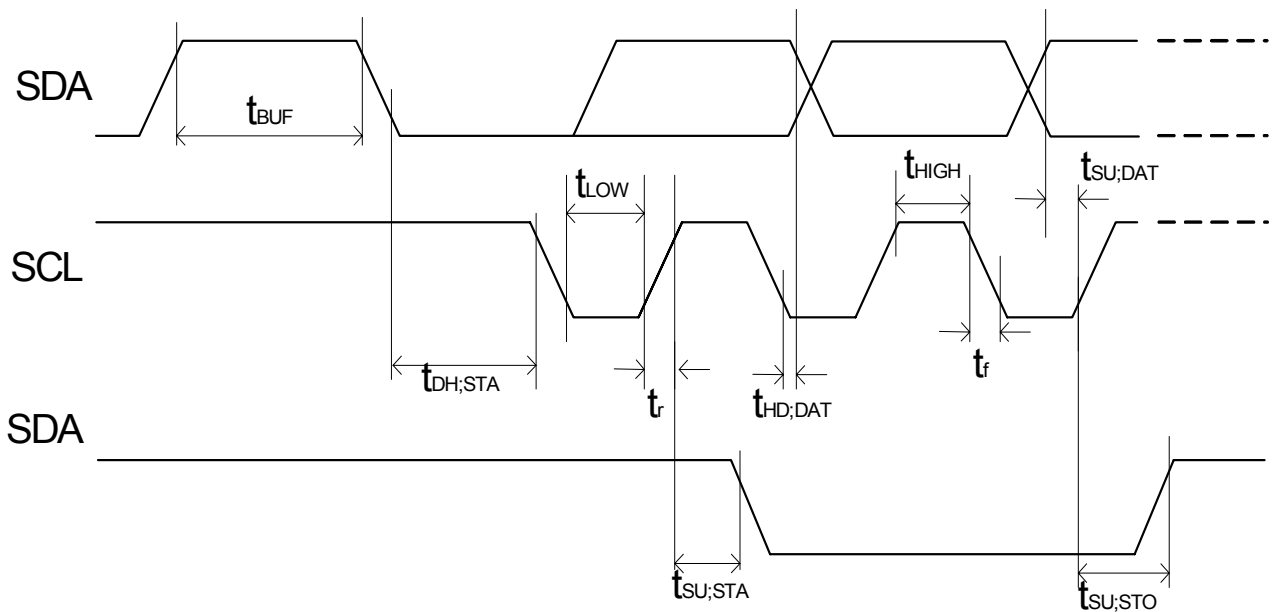 SDA
tBUF
tLOW
tHIGH
tSU;DAT
SCL
tDH;STA
tr
tHD;DAT
tf
SDA
tSU;STA
tSU;STO